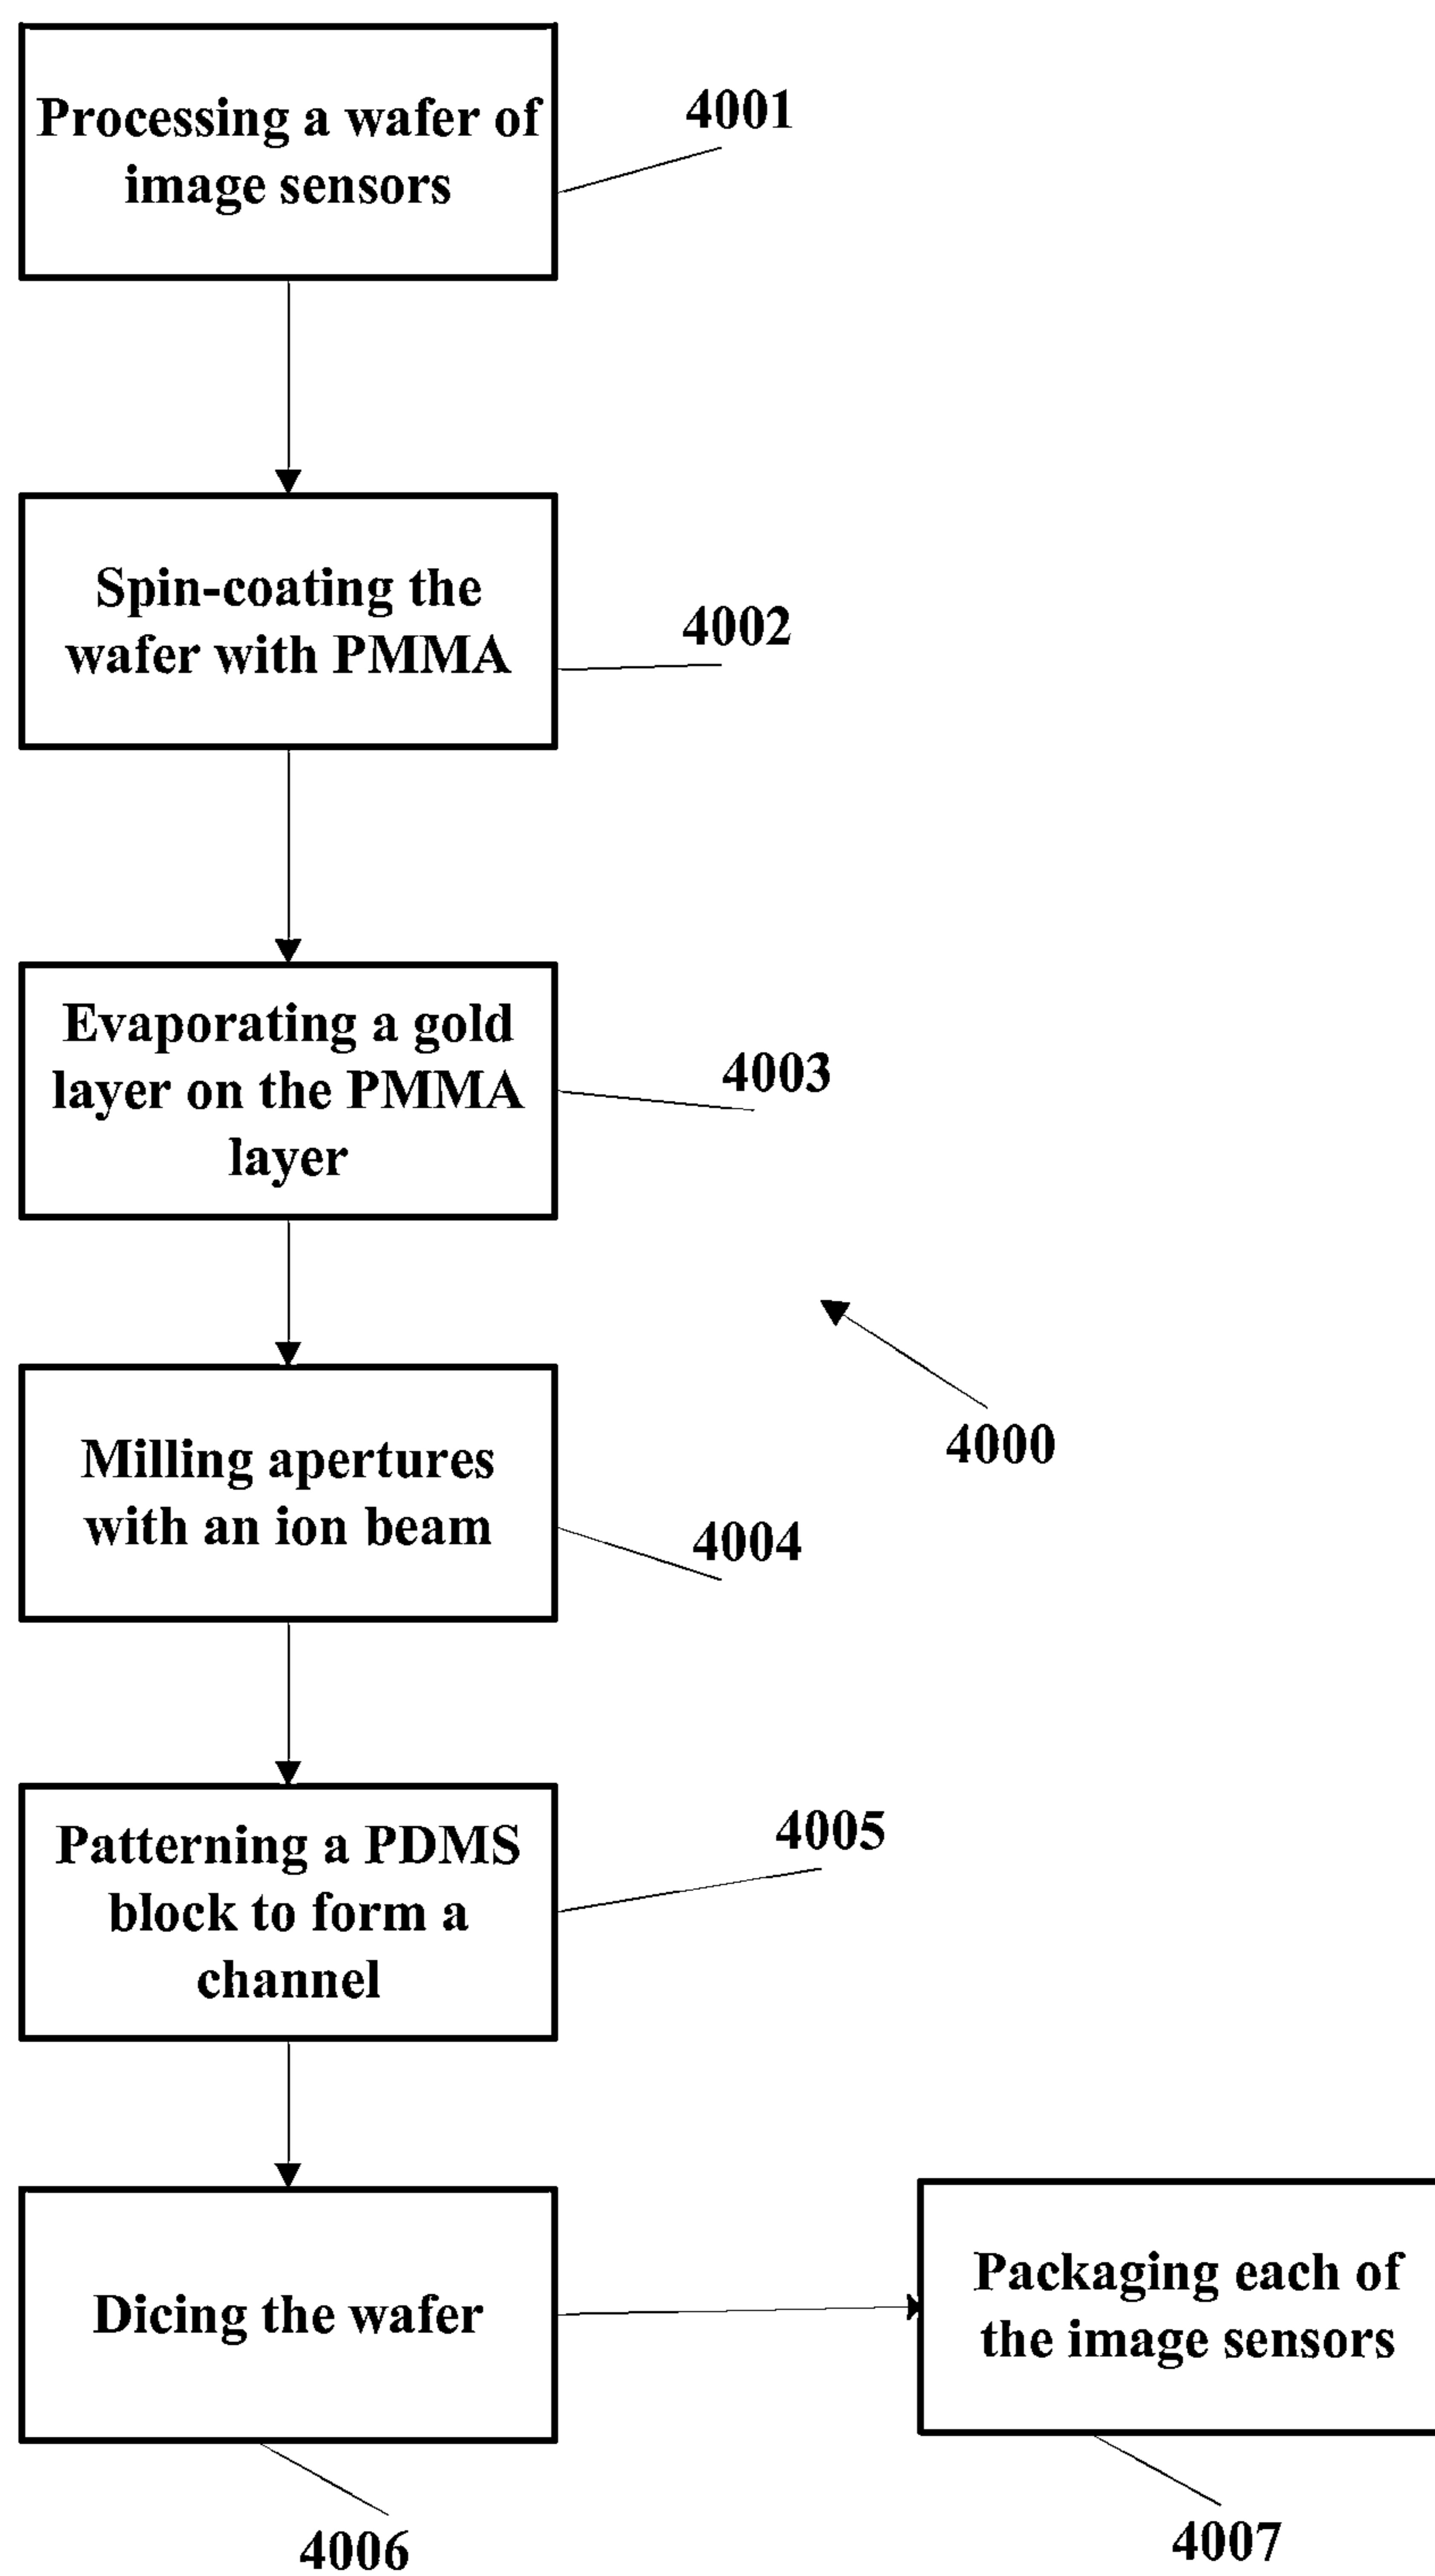 Processing a wafer of
image sensors
4001
Spin-coating the
wafer with PMMA
4002
Evaporating a gold
layer on the PMMA
layer
4003
4000
Milling apertures
with an ion beam
4004
Patterning a PDMS
block to form a
channel
4005
Dicing the wafer
4006
Packaging each of
the image sensors
4007